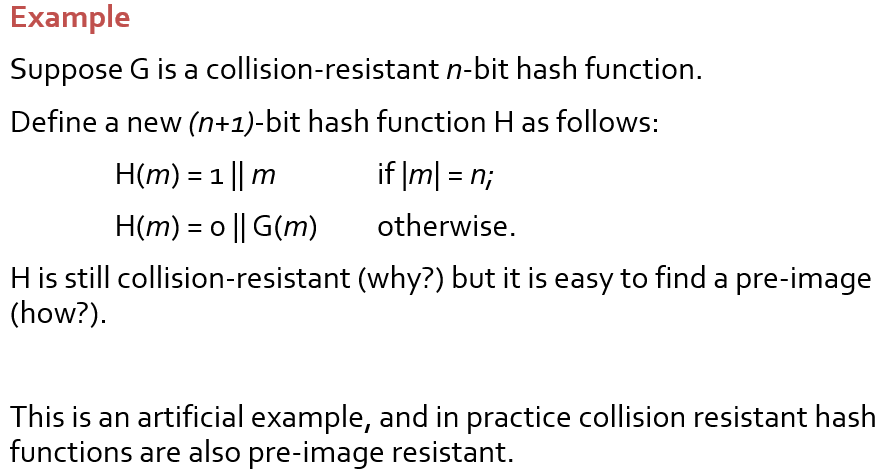 Example
Suppose G is a collision-resistant n-bit hash function.
Define a new (n+1)-bit hash function H as follows:
H(m) = 1 || m if |m| = n;
H(m) = 0 || G(m) otherwise.
H is still collision-resistant (why?) but it is easy to find a pre-image
(how?).
This is an artificial example, and in practice collision resistant hash
functions are also pre-image resistant.